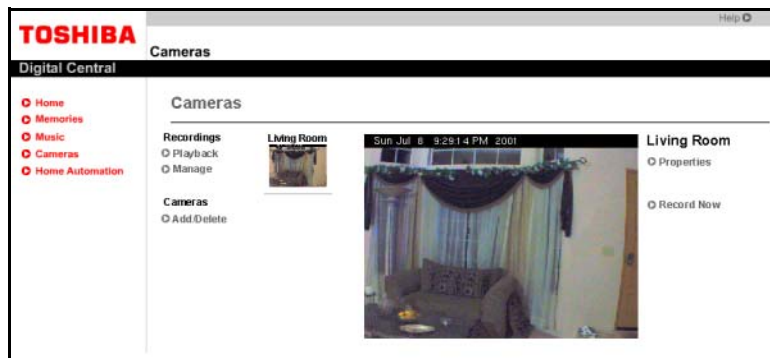 Help
TOSHIBA
Cameras
Digital Central
Home
Memories
Music
Cameras
Home Automation
Cameras
Recordings
Playback
Manage
Cameras
Add/Delete
Living Room
Sun Jul 8 9:29:14 PM 2001
Living Room
Properties
Record Now